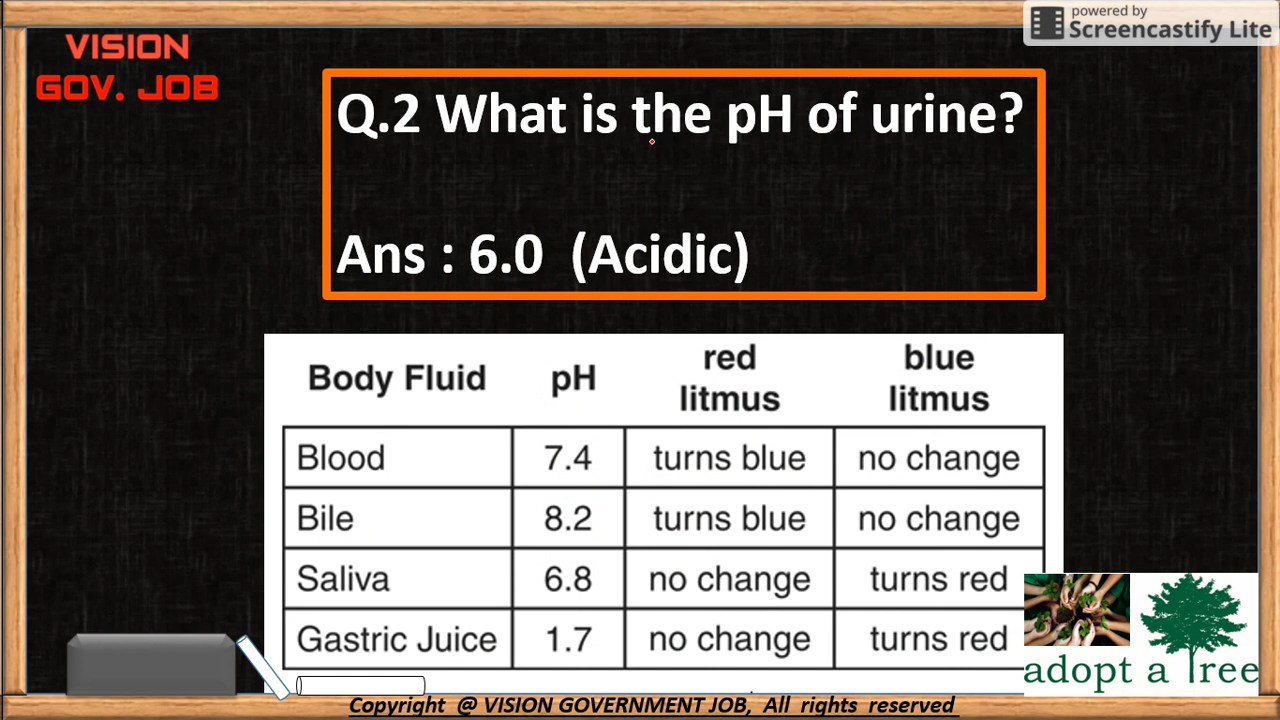 powered by
Screencastify Lite
VISION
GOV. JOB
Q.2 What is the pH of urine?
Ans : 6.0 (Acidic)
Body Fluid pH red litmus blue litmus
Blood 7.4 turns blue no change
Bile 8.2 turns blue no change
Saliva 6.8 no change turns red
Gastric Juice 1.7 no change turns red
adopt a Tree
Copyright @ VISION GOVERNMENT JOB, All rights reserved